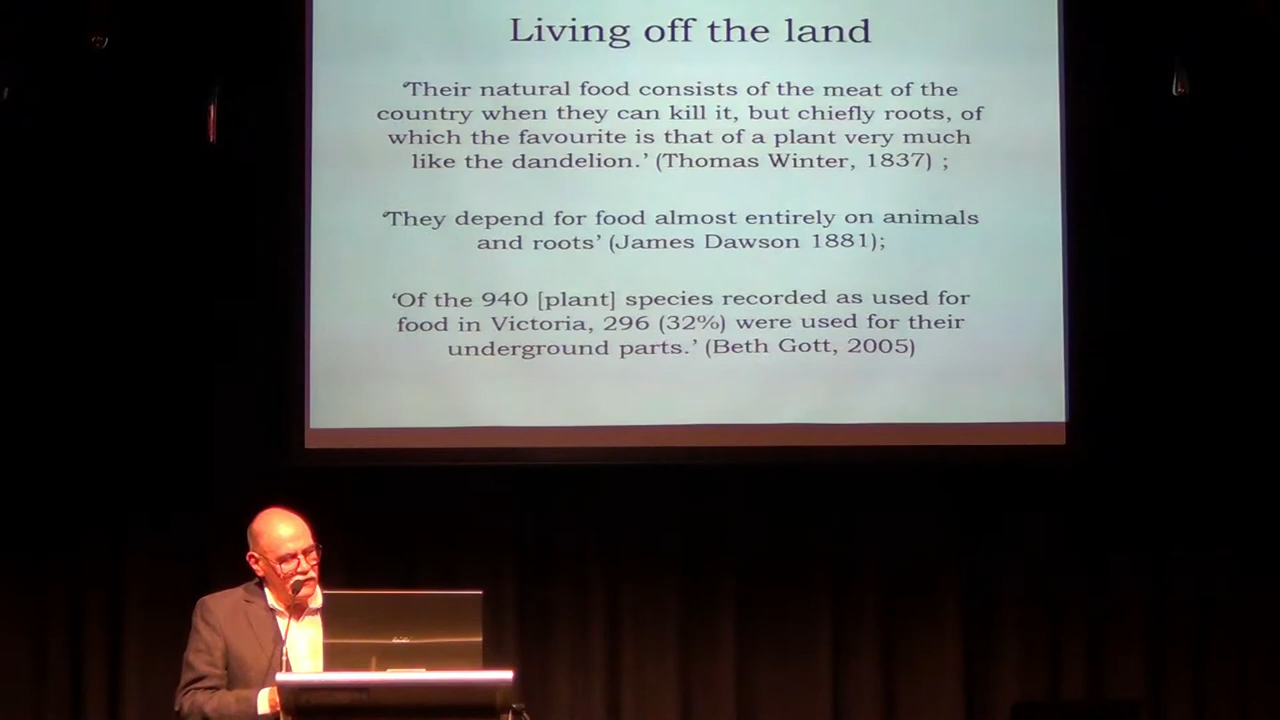 Living off the land
‘Their natural food consists of the meat of the
country when they can kill it, but chiefly roots, of
which the favourite is that of a plant very much
like the dandelion.’ (Thomas Winter, 1837) ;
‘They depend for food almost entirely on animals
and roots’ (James Dawson 1881);
‘Of the 940 [plant] species recorded as used for
food in Victoria, 296 (32%) were used for their
underground parts.’ (Beth Gott, 2005)